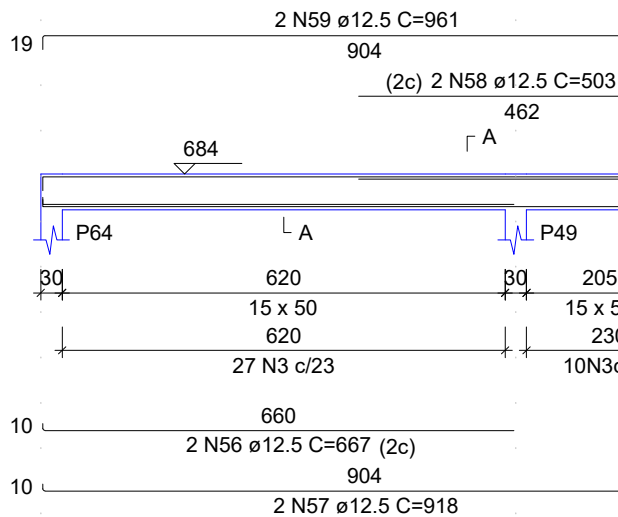 2 N59 ø12.5 C=961
19
904
(2c) 2 N58 ø12.5 C=503
462
A
684
P64
A
P49
30 620 30 205
15 x 50 15 x 5
620 230
27 N3 c/23 10N3c
660
10
2 N56 ø12.5 C=667 (2c)
904
10
2 N57 ø12.5 C=918